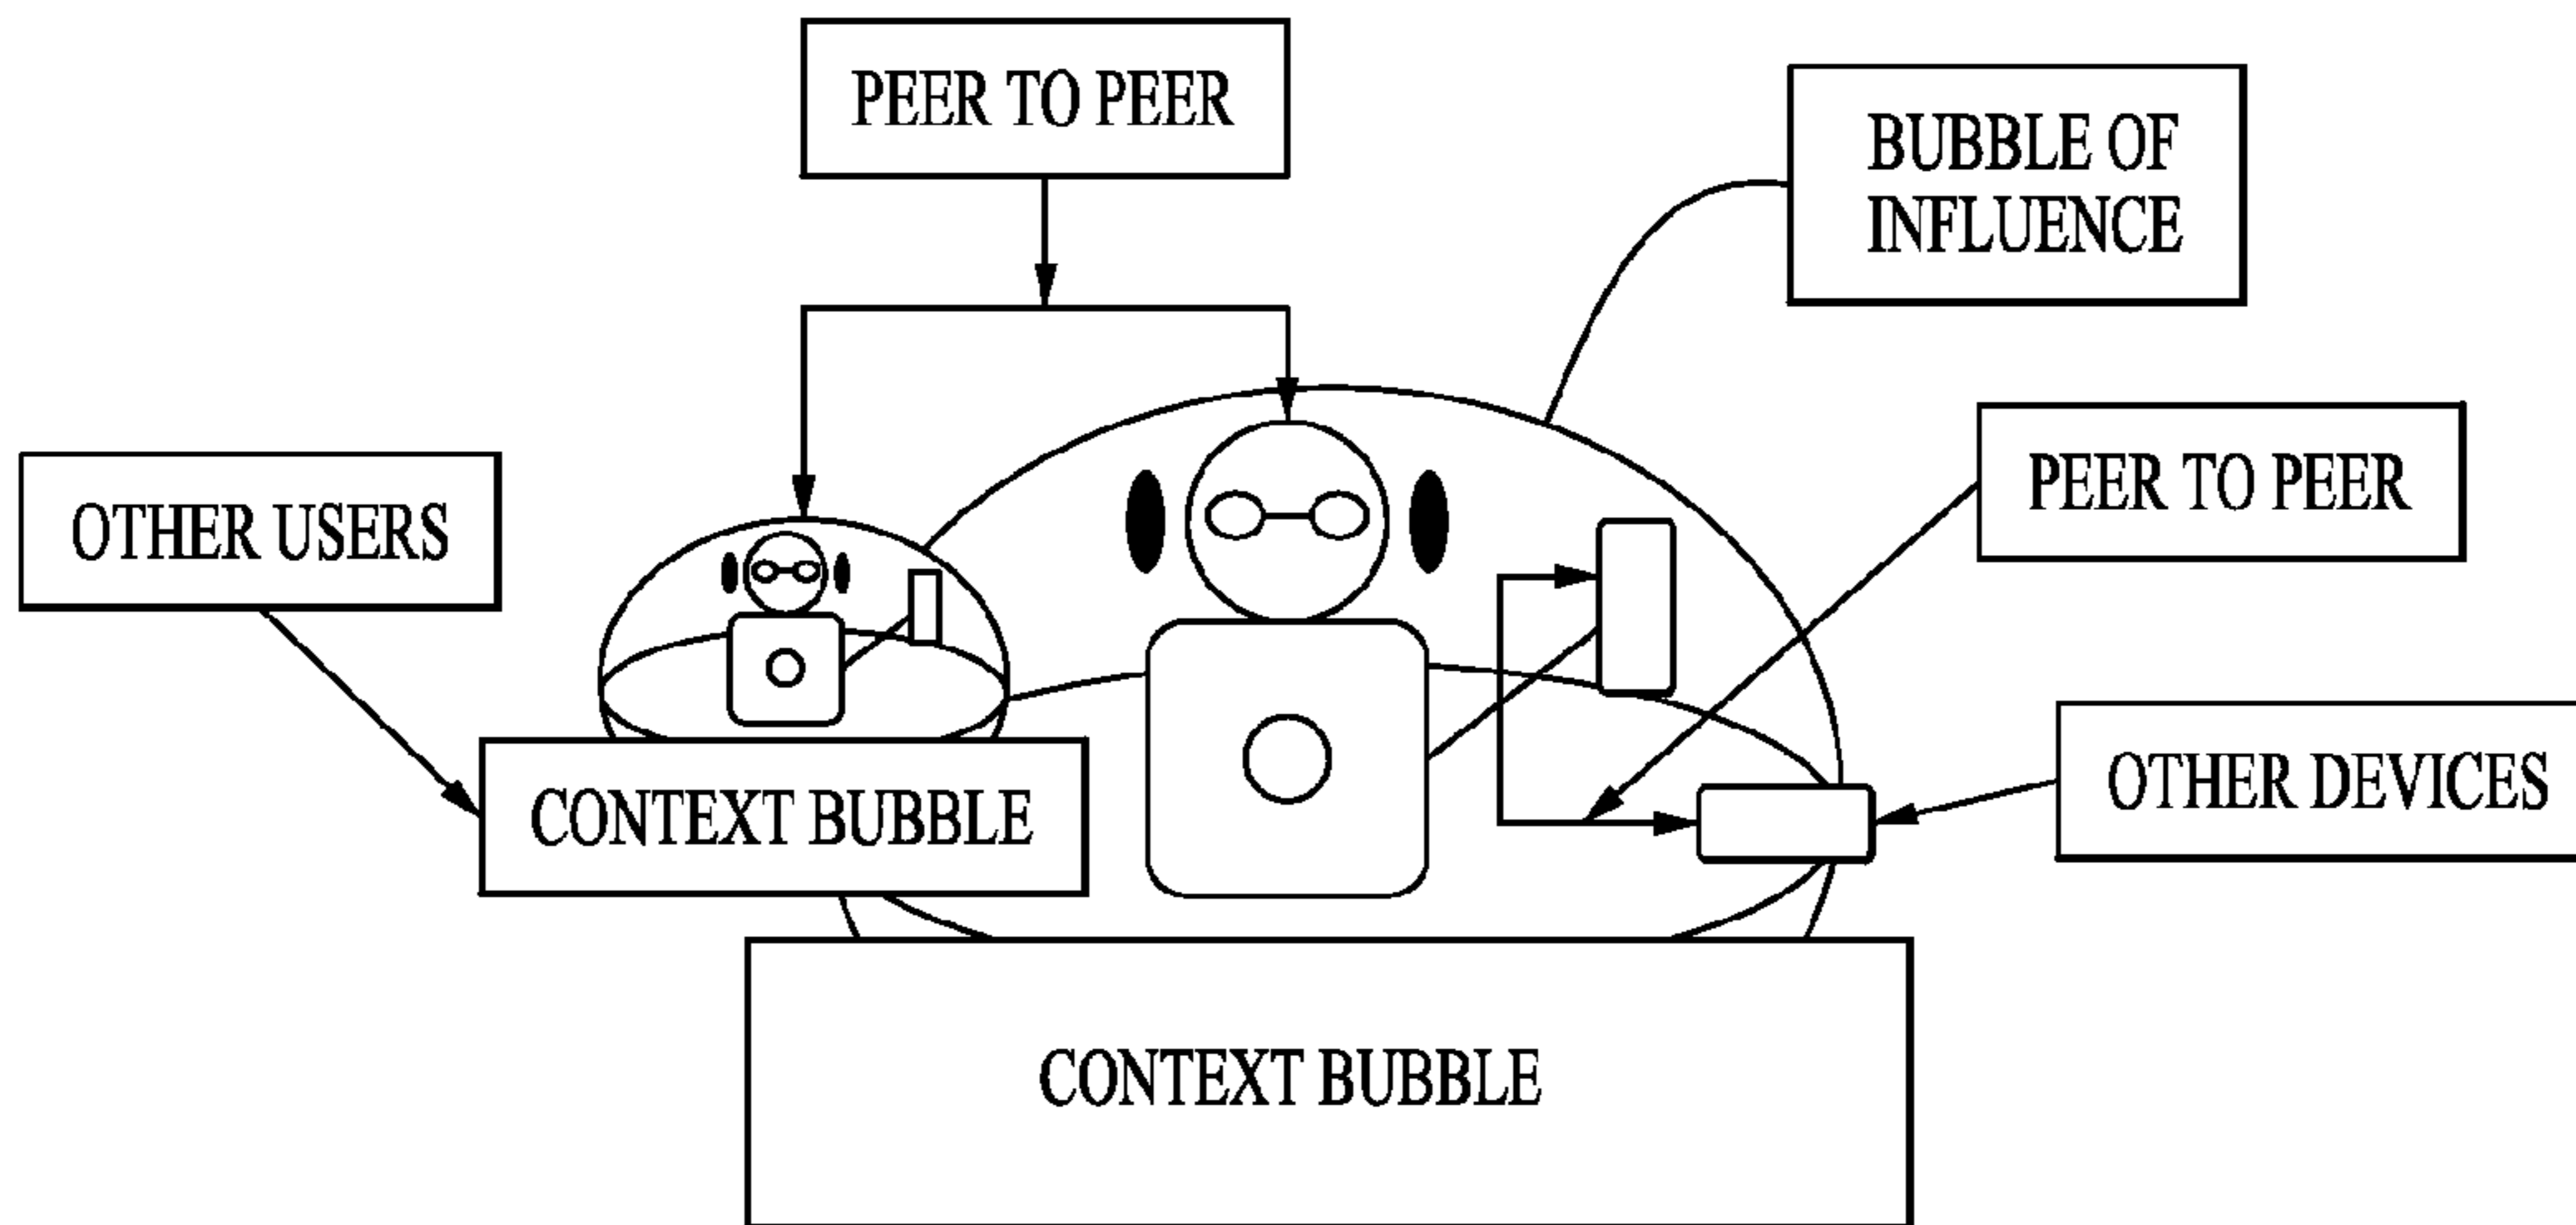 PEER TO PEER
BUBBLE OF
INFLUENCE
PEER TO PEER
OTHER USERS
OTHER DEVICES
CONTEXT BUBBLE
CONTEXT BUBBLE